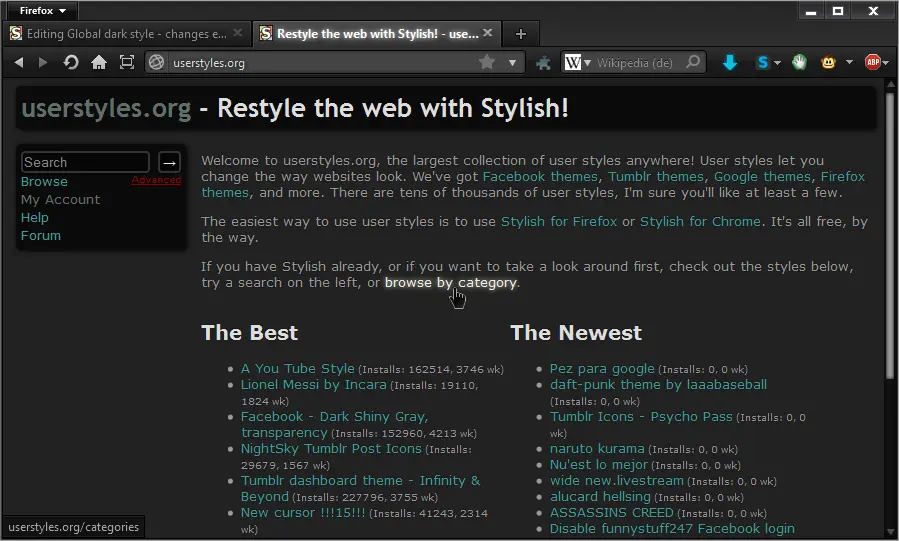 Firefox
Editing Global dark style - changes e...
Restyle the web with Stylish! - use...
userstyles.org
W
Wikipedia (de)
S
ABP
userstyles.org - Restyle the web with Stylish!
Search
→
Browse
Advanced
My Account
Help
Forum
Welcome to userstyles.org, the largest collection of user styles anywhere! User styles let you
change the way websites look. We've got Facebook themes, Tumblr themes, Google themes, Firefox
themes, and more. There are tens of thousands of user styles, I'm sure you'll like at least a few.
The easiest way to use user styles is to use Stylish for Firefox or Stylish for Chrome. It's all free, by
the way.
If you have Stylish already, or if you want to take a look around first, check out the styles below,
try a search on the left, or browse by category.
The Best
A You Tube Style (Installs: 162514, 3746 wk)
Lionel Messi by Incara (Installs: 19110,
1824 wk)
Facebook - Dark Shiny Gray,
transparency (Installs: 152960, 4213 wk)
NightSky Tumblr Post Icons (Installs:
29679, 1567 wk)
Tumblr dashboard theme - Infinity &
Beyond (Installs: 227796, 3755 wk)
New cursor !!!15!!! (Installs: 41243, 2314
wk)
The Newest
Pez para google (Installs: 0, 0 wk)
daft-punk theme by laaabaseball
(Installs: 0, 0 wk)
Tumblr Icons - Psycho Pass (Installs: 0, 0
wk)
naruto kurama (Installs: 0, 0 wk)
Nu'est lo mejor (Installs: 0, 0 wk)
wide new.livestream (Installs: 0, 0 wk)
alucard hellsing (Installs: 0, 0 wk)
ASSASSINS CREED (Installs: 0, 0 wk)
Disable funnystuff247 Facebook login
userstyles.org/categories